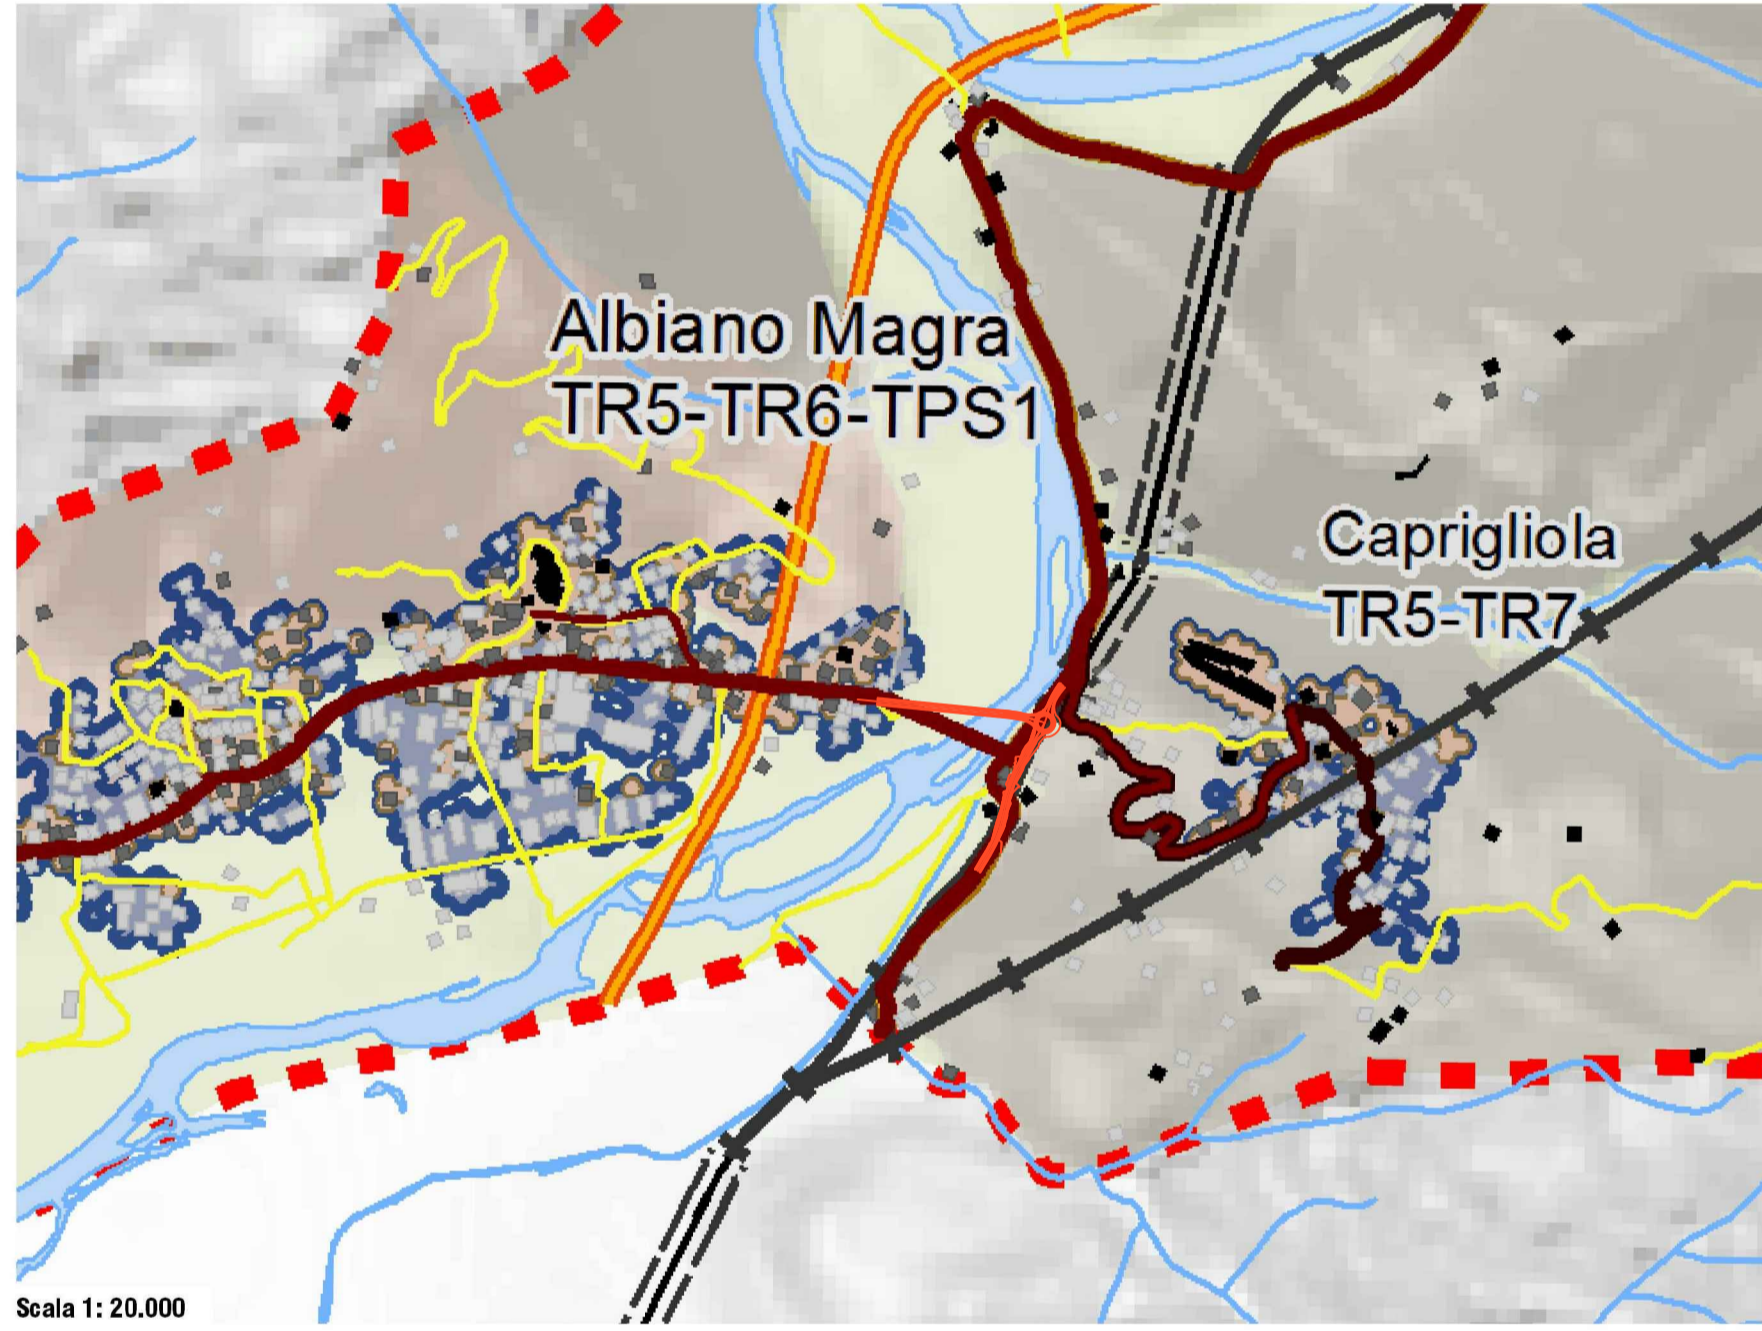 Albiano Magra
TR5-TR6-TPS1
Caprigliola
TR5-TR7
Scala 1: 20.000